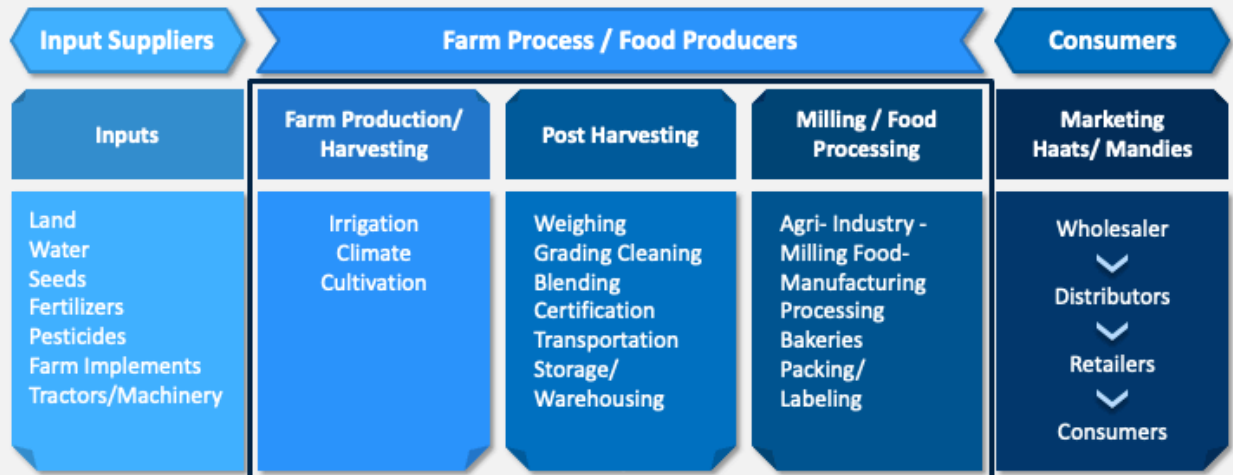 Input Suppliers
Farm Process / Food Producers
Consumers
Inputs
Farm Production/
Harvesting
Post Harvesting
Milling / Food
Processing
Marketing
Haats/ Mandies
Land
Water
Seeds
Fertilizers
Pesticides
Farm Implements
Tractors/Machinery
Irrigation
Climate
Cultivation
Weighing
Grading Cleaning
Blending
Certification
Transportation
Storage/
Warehousing
Agri- Industry -
Milling Food-
Manufacturing
Processing
Bakeries
Packing/
Labeling
Wholesaler
Distributors
Retailers
Consumers